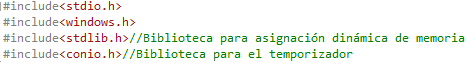 #include<stdio.h>
#include<windows.h>
#include<stdlib.h>//Biblioteca para asignación dinámica de memoria
#include<conio.h>//Biblioteca para el temporizador